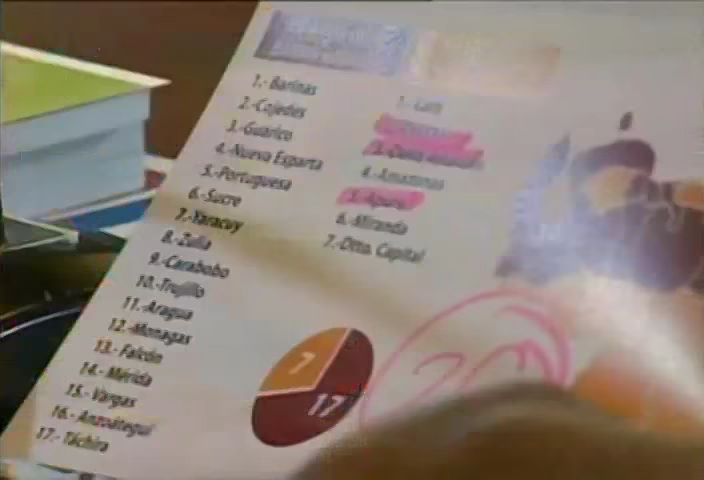 1.- Barinas
2.-Cojedes
3.-Guarico
4.-Nueva Esparta
5.-Portuguesa
6.-Sucre
7.-Yaracuy
8.-Zulia
9.-Carabobo
10.-Trujillo
11.-Aragua
12.-Monagas
13.- Falcón
14.- Mérida
15.- Vargas
16.- Anzoátegui
17.- Táchira
1.- Lara
4.-Amazonas
5.-Apure
6.-Miranda
7.-Dtto. Capital
7
17